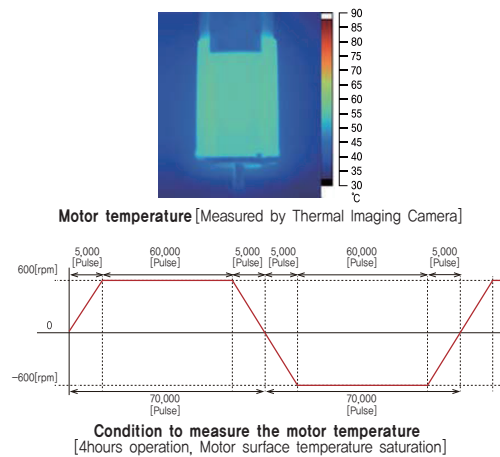 90
85
80
75
70
65
60
55
50
45
40
35
30
℃
Motor temperature [Measured by Thermal Imaging Camera]
5,000 [Pulse]
60,000 [Pulse]
5,000 [Pulse]
5,000 [Pulse]
60,000 [Pulse]
5,000 [Pulse]
600[rpm]
0
-600[rpm]
70,000 [Pulse]
70,000 [Pulse]
Condition to measure the motor temperature
[4hours operation, Motor surface temperature saturation]